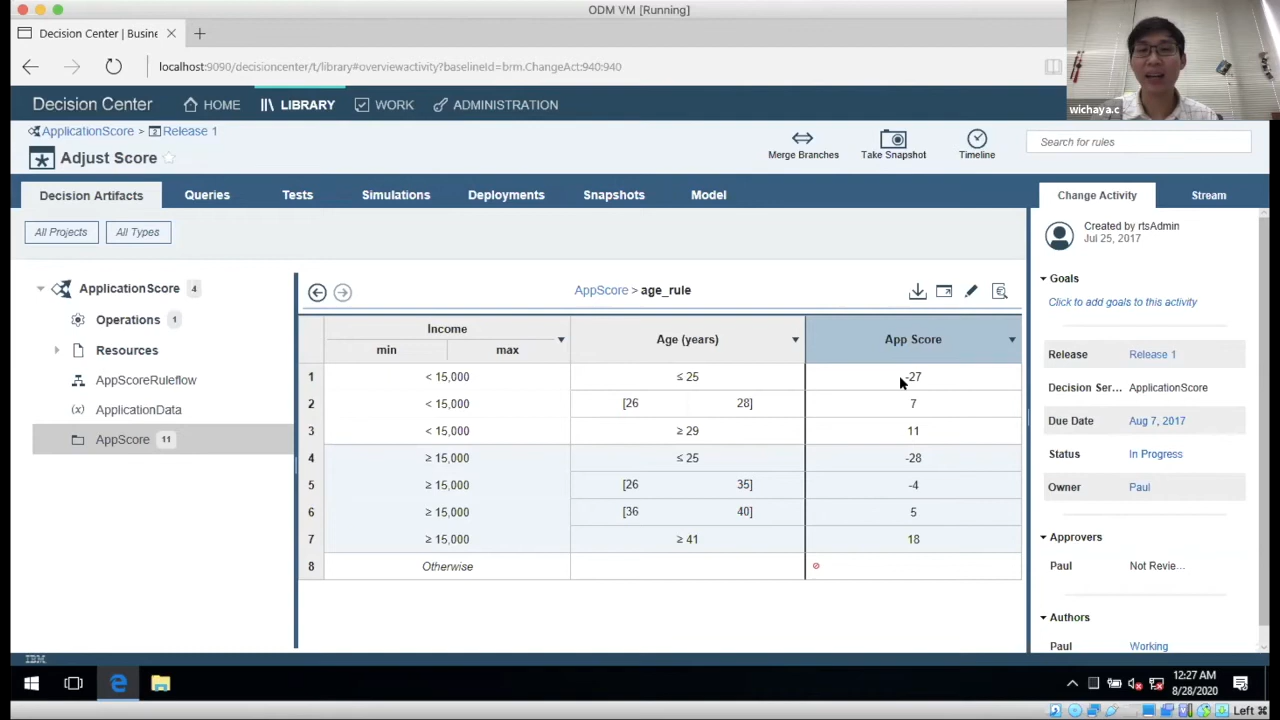 ODM VM [Running]
Decision Center | Busine
localhost:9090/decisioncenter/t/library#overviewactivity?baselineId=brm.ChangeAct:940:940
wichaya.c
Decision Center HOME LIBRARY WORK ADMINISTRATION
ApplicationScore > Release 1
Adjust Score
Merge Branches Take Snapshot Timeline
Search for rules
Decision Artifacts Queries Tests Simulations Deployments Snapshots Model
Change Activity Stream
All Projects All Types
Created by rtsAdmin
Jul 25, 2017
Goals
Click to add goals to this activity
Release Release 1
Decision Ser... ApplicationScore
Due Date Aug 7, 2017
Status In Progress
Owner Paul
Approvers
Paul Not Revie...
Authors
Paul Working
ApplicationScore 4
Operations 1
Resources
AppScoreRuleflow
(x) ApplicationData
AppScore 11
AppScore > age_rule
Income Age (years) App Score
min max
1 < 15,000 ≤ 25 -27
2 < 15,000 [26 28] 7
3 < 15,000 ≥ 29 11
4 ≥ 15,000 ≤ 25 -28
5 ≥ 15,000 [26 35] -4
6 ≥ 15,000 [36 40] 5
7 ≥ 15,000 ≥ 41 18
8 Otherwise
IBM
12:27 AM
8/28/2020
Left ⌘